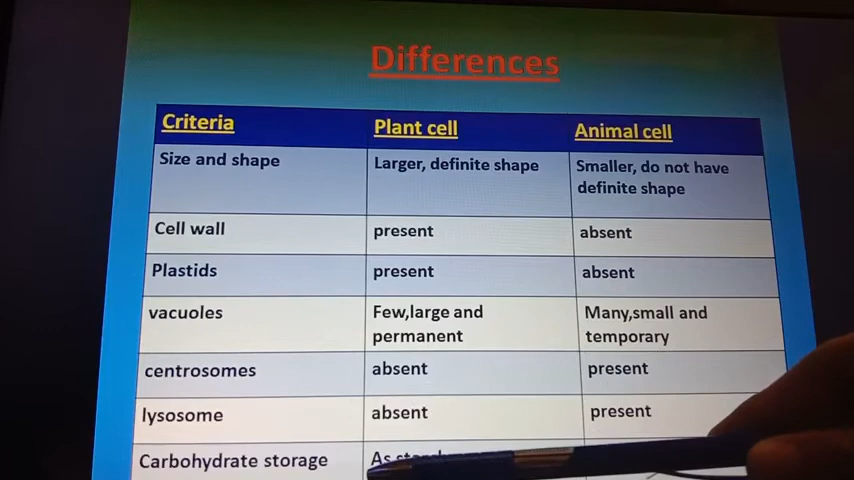 Differences
Criteria Plant cell Animal cell
Size and shape Larger, definite shape Smaller, do not have
definite shape
Cell wall present absent
Plastids present absent
vacuoles Few,large and Many,small and
permanent temporary
centrosomes absent present
lysosome absent present
Carbohydrate storage As